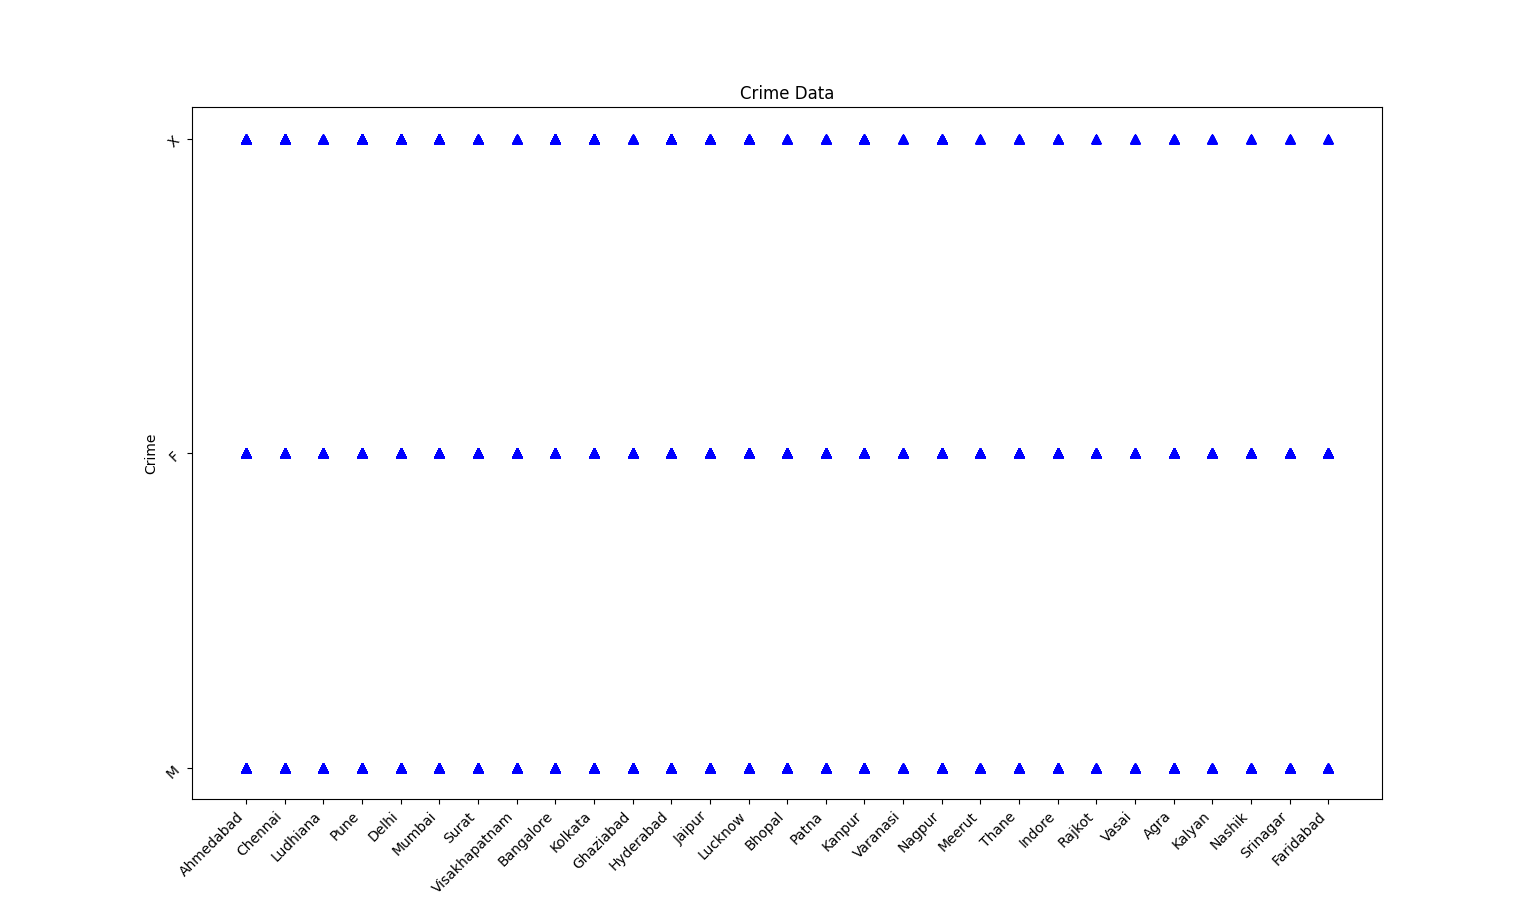 Crime Data
X
F
M
Crime
Ahmedabad
Chennai
Ludhiana
Pune
Delhi
Mumbai
Surat
Visakhapatnam
Bangalore
Kolkata
Ghaziabad
Hyderabad
Jaipur
Lucknow
Bhopal
Patna
Kanpur
Varanasi
Nagpur
Meerut
Thane
Indore
Rajkot
Vasai
Agra
Kalyan
Nashik
Srinagar
Faridabad